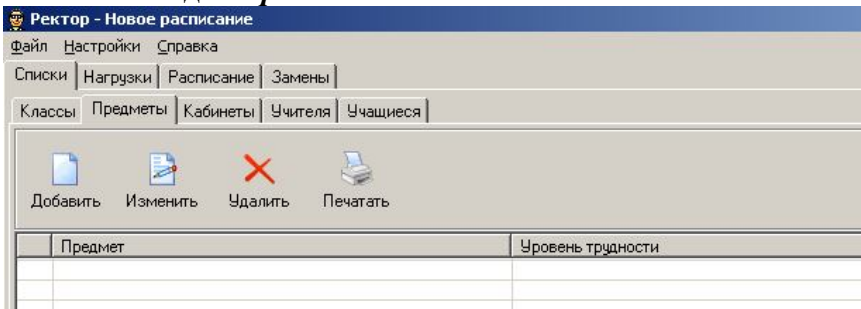 Ректор - Новое расписание
Файл Настройки Справка
Списки Нагрузки Расписание Замены
Классы Предметы Кабинеты Учителя Учащиеся
Добавить Изменить Удалить Печатать
Предмет Уровень трудности